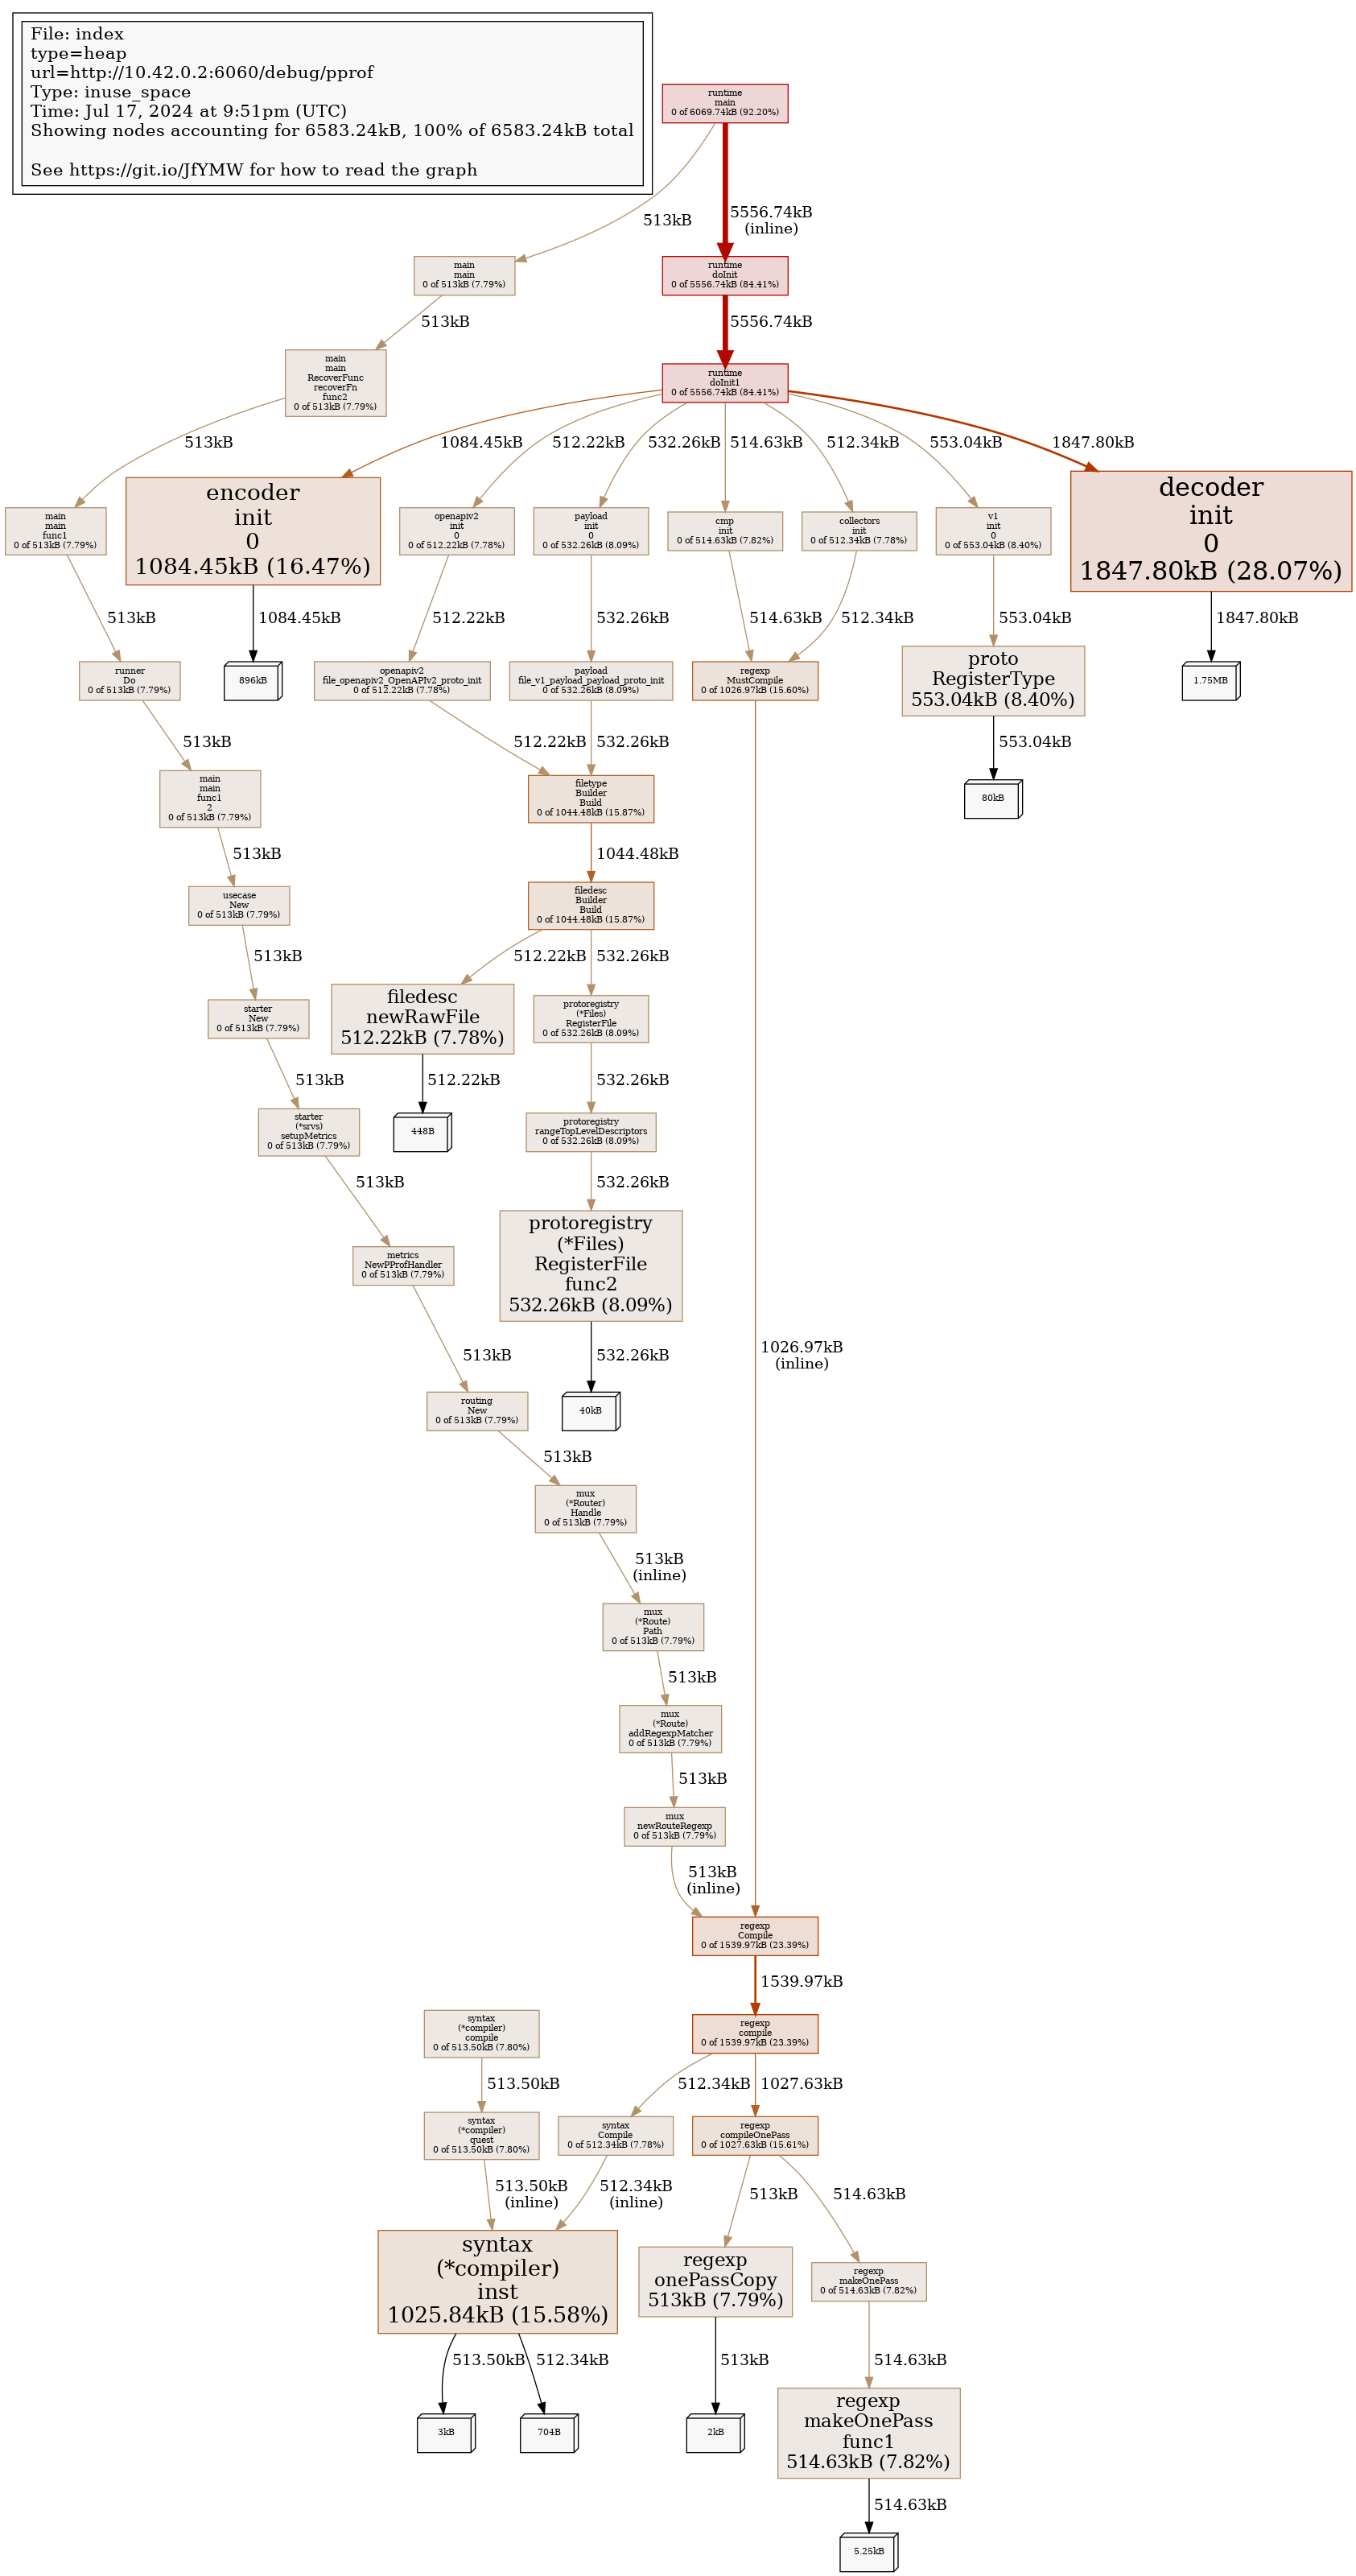 File: index
type=heap
url=http://10.42.0.2:6060/debug/pprof
Type: inuse_space
Time: Jul 17, 2024 at 9:51pm (UTC)
Showing nodes accounting for 6583.24kB, 100% of 6583.24kB total
See https://git.io/JfYMW for how to read the graph
runtime
main
0 of 6069.74kB (92.20%)
513kB
5556.74kB
(inline)
main
main
0 of 513kB (7.79%)
runtime
doInit
0 of 5556.74kB (84.41%)
513kB
5556.74kB
main
main
RecoverFunc
recoverFn
func2
0 of 513kB (7.79%)
runtime
doInit1
0 of 5556.74kB (84.41%)
513kB
1084.45kB
512.22kB
532.26kB
514.63kB
512.34kB
553.04kB
1847.80kB
main
main
func1
0 of 513kB (7.79%)
encoder
init
0
1084.45kB (16.47%)
openapiv2
init
0
0 of 512.22kB (7.78%)
payload
init
0
0 of 532.26kB (8.09%)
cmp
init
0 of 514.63kB (7.82%)
collectors
init
0 of 512.34kB (7.78%)
v1
init
0
0 of 553.04kB (8.40%)
decoder
init
0
1847.80kB (28.07%)
513kB
1084.45kB
512.22kB
532.26kB
514.63kB
512.34kB
553.04kB
1847.80kB
runner
Do
0 of 513kB (7.79%)
896kB
openapiv2
file_openapiv2_OpenAPIv2_proto_init
0 of 512.22kB (7.78%)
payload
file_v1_payload_payload_proto_init
0 of 532.26kB (8.09%)
regexp
MustCompile
0 of 1026.97kB (15.60%)
proto
RegisterType
553.04kB (8.40%)
1.75MB
513kB
512.22kB
532.26kB
553.04kB
main
main
func1
2
0 of 513kB (7.79%)
filetype
Builder
Build
0 of 1044.48kB (15.87%)
80kB
513kB
1044.48kB
usecase
New
0 of 513kB (7.79%)
filedesc
Builder
Build
0 of 1044.48kB (15.87%)
513kB
512.22kB
532.26kB
starter
New
0 of 513kB (7.79%)
filedesc
newRawFile
512.22kB (7.78%)
protoregistry
(*Files)
RegisterFile
0 of 532.26kB (8.09%)
513kB
512.22kB
532.26kB
starter
(*srvs)
setupMetrics
0 of 513kB (7.79%)
448B
protoregistry
rangeTopLevelDescriptors
0 of 532.26kB (8.09%)
513kB
532.26kB
metrics
NewPProfHandler
0 of 513kB (7.79%)
protoregistry
(*Files)
RegisterFile
func2
532.26kB (8.09%)
513kB
532.26kB
1026.97kB
(inline)
routing
New
0 of 513kB (7.79%)
40kB
513kB
mux
(*Router)
Handle
0 of 513kB (7.79%)
513kB
(inline)
mux
(*Route)
Path
0 of 513kB (7.79%)
513kB
mux
(*Route)
addRegexpMatcher
0 of 513kB (7.79%)
513kB
mux
newRouteRegexp
0 of 513kB (7.79%)
513kB
(inline)
regexp
Compile
0 of 1539.97kB (23.39%)
1539.97kB
syntax
(*compiler)
compile
0 of 513.50kB (7.80%)
regexp
compile
0 of 1539.97kB (23.39%)
513.50kB
512.34kB
1027.63kB
syntax
(*compiler)
quest
0 of 513.50kB (7.80%)
syntax
Compile
0 of 512.34kB (7.78%)
regexp
compileOnePass
0 of 1027.63kB (15.61%)
513.50kB
(inline)
512.34kB
(inline)
513kB
514.63kB
syntax
(*compiler)
inst
1025.84kB (15.58%)
regexp
onePassCopy
513kB (7.79%)
regexp
makeOnePass
0 of 514.63kB (7.82%)
513.50kB
512.34kB
513kB
514.63kB
3kB
704B
2kB
regexp
makeOnePass
func1
514.63kB (7.82%)
514.63kB
5.25kB